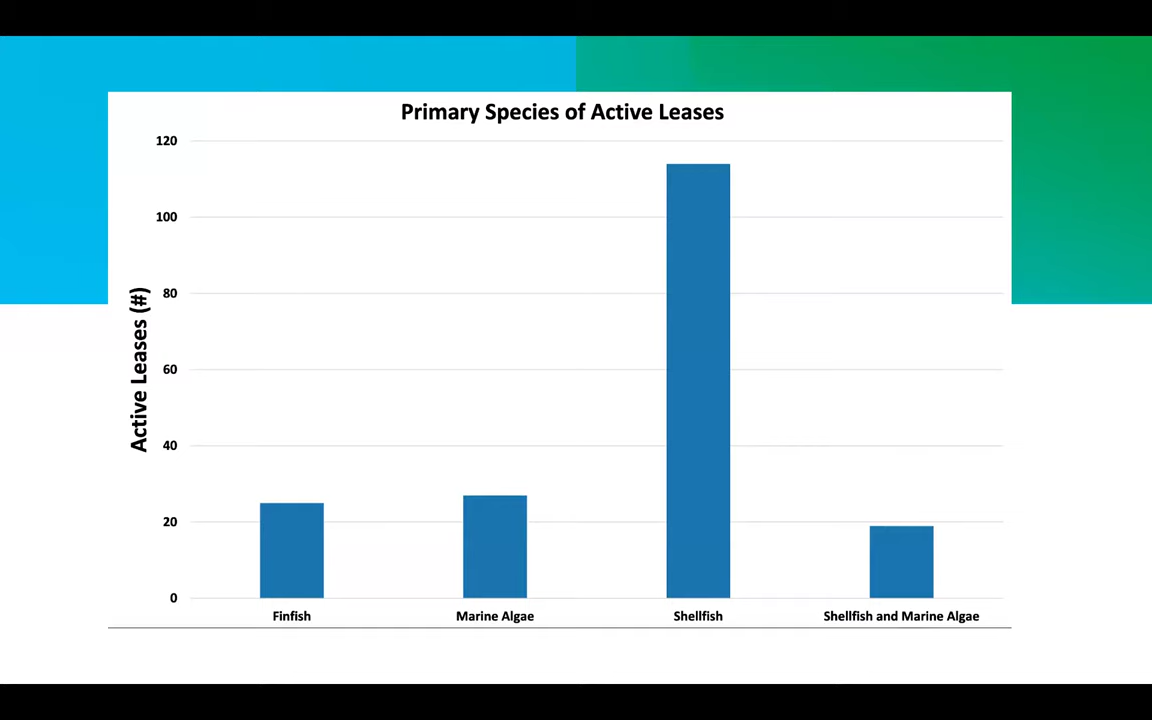 Primary Species of Active Leases
Active Leases (#)
120
100
80
60
40
20
0
Finfish
Marine Algae
Shellfish
Shellfish and Marine Algae